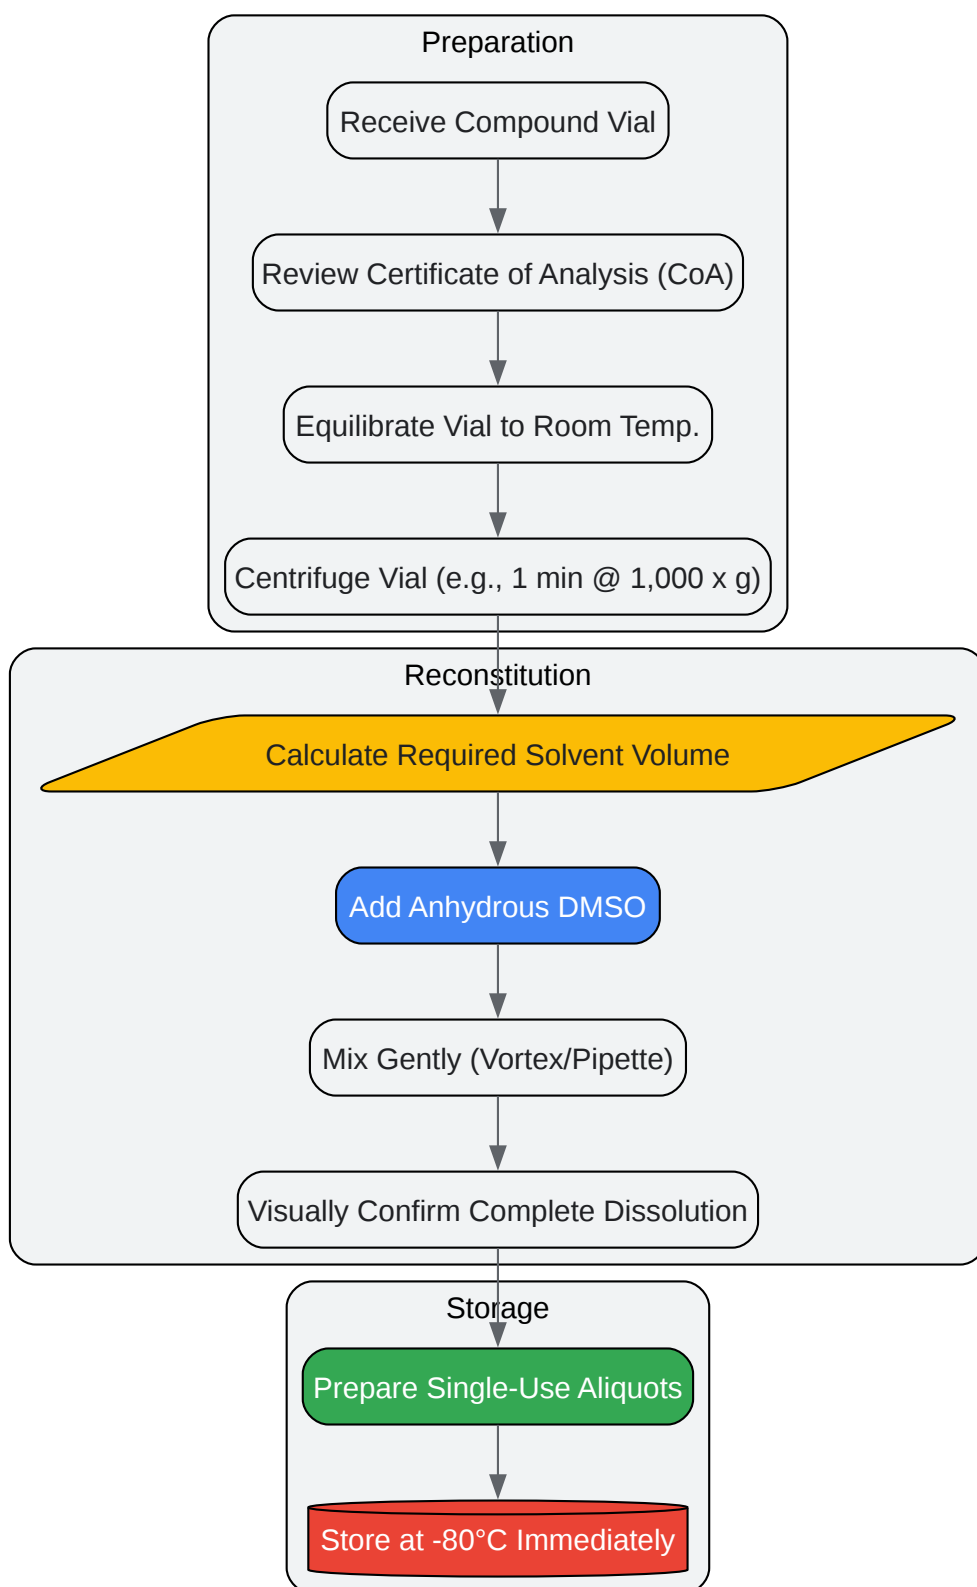 Preparation
Receive Compound Vial
Review Certificate of Analysis (CoA)
Equilibrate Vial to Room Temp.
Centrifuge Vial (e.g., 1 min @ 1,000 x g)
Reconstitution
Calculate Required Solvent Volume
Add Anhydrous DMSO
Mix Gently (Vortex/Pipette)
Visually Confirm Complete Dissolution
Storage
Prepare Single-Use Aliquots
Store at -80°C Immediately